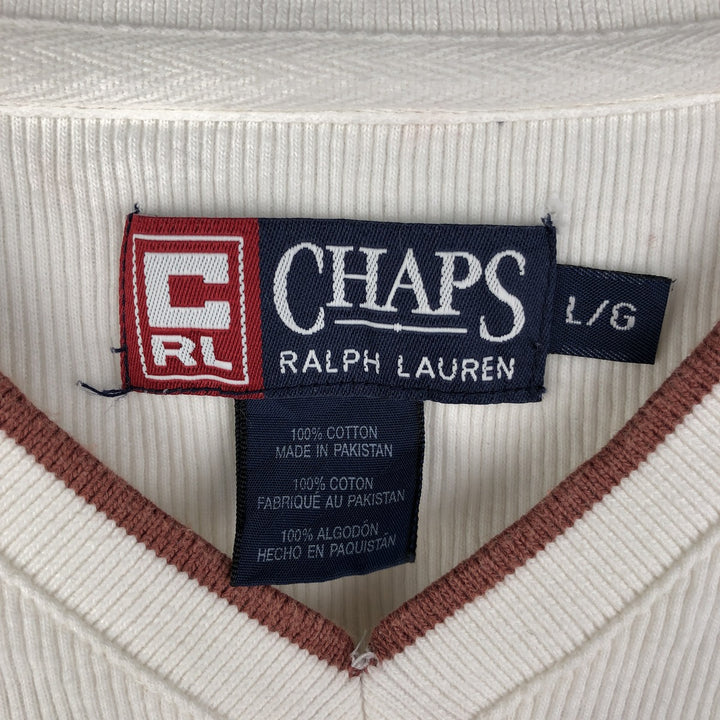 C
RL
CHAPS
RALPH LAUREN
L/G
100% COTTON
MADE IN PAKISTAN
100% COTON
FABRIQUÉ AU PAKISTAN
100% ALGODÓN
HECHO EN PAQUISTÁN